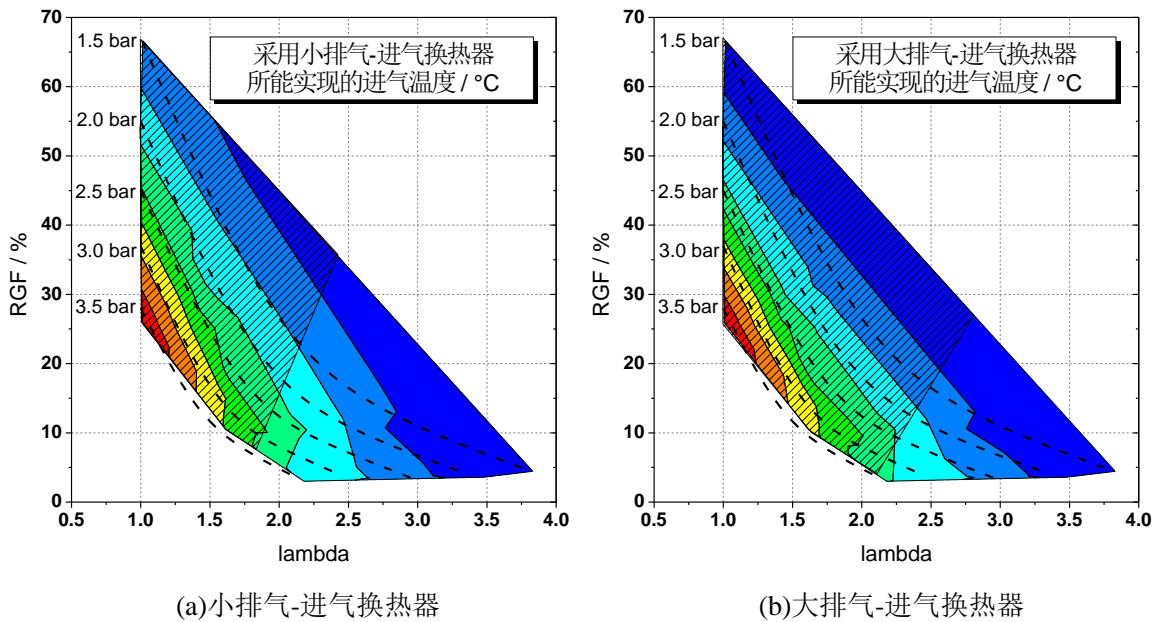 采用小排气-进气换热器
所能实现的进气温度 / °C
70
60
50
40
30
20
10
0
RGF / %
1.5 bar
2.0 bar
2.5 bar
3.0 bar
3.5 bar
0.5 1.0 1.5 2.0 2.5 3.0 3.5 4.0
lambda
(a)小排气-进气换热器
采用大排气-进气换热器
所能实现的进气温度 / °C
70
60
50
40
30
20
10
0
RGF / %
1.5 bar
2.0 bar
2.5 bar
3.0 bar
3.5 bar
0.5 1.0 1.5 2.0 2.5 3.0 3.5 4.0
lambda
(b)大排气-进气换热器